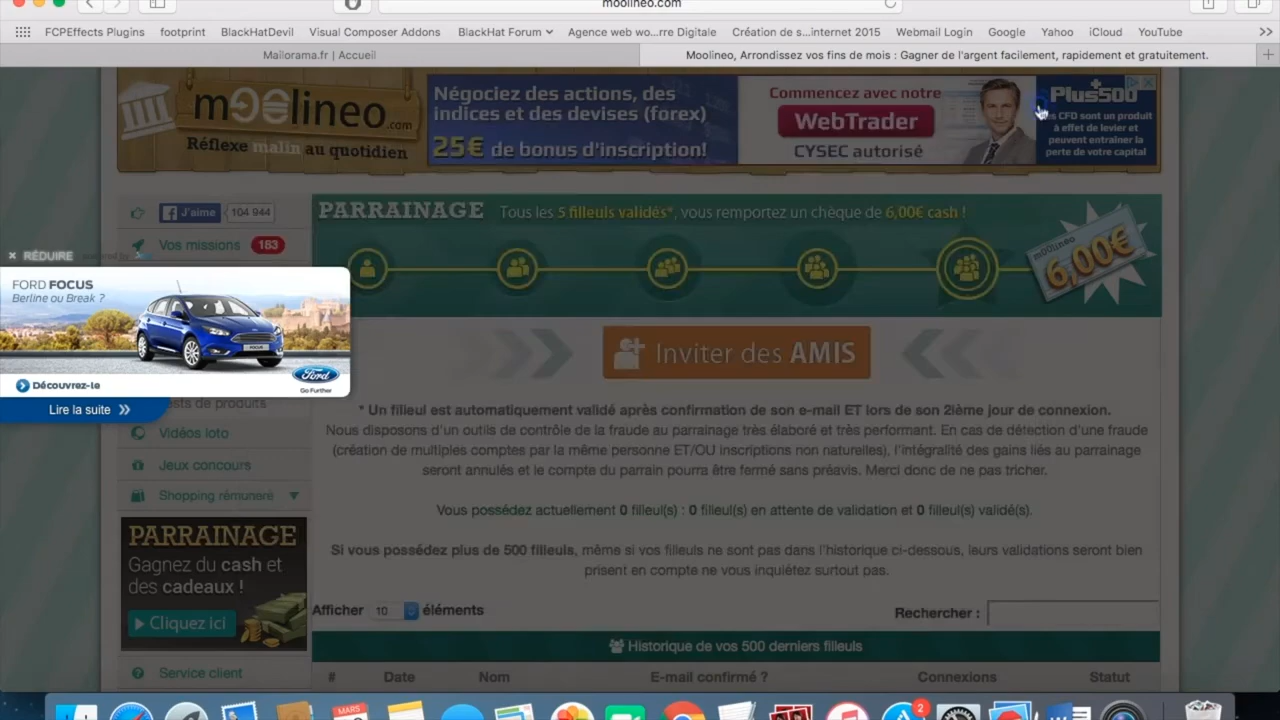 moolineo.com
FCPEffects Plugins footprint BlackHatDevil Visual Composer Addons BlackHat Forum Agence web wo...rre Digitale Création de s...internet 2015 Webmail Login Google Yahoo iCloud YouTube
Mailorama.fr | Accueil
Moolineo, Arrondissez vos fins de mois : Gagner de l'argent facilement, rapidement et gratuitement.
moolineo.com
Réflexe malin au quotidien
Négociez des actions, des
indices et des devises (forex)
25€ de bonus d'inscription!
Commencez avec notre
WebTrader
CYSEC autorisé
Plus500
Les CFD sont un produit
à effet de levier et
peuvent entraîner la
perte de votre capital
J'aime 104 944
Vos missions 183
PARRAINAGE Tous les 5 filleuls validés*, vous remportez un chèque de 6,00€ cash !
moolineo
6,00€
× RÉDUIRE
FORD FOCUS
Berline ou Break ?
Découvrez-le
Ford
Go Further
Lire la suite
Tests de produits
Vidéos loto
Jeux concours
Shopping rémunéré
PARRAINAGE
Gagnez du cash et
des cadeaux !
Cliquez ici
Service client
Inviter des AMIS
* Un filleul est automatiquement validé après confirmation de son e-mail ET lors de son 2ième jour de connexion.
Nous disposons d'un outils de contrôle de la fraude au parrainage très élaboré et très performant. En cas de détection d'une fraude
(création de multiples comptes par la même personne ET/OU inscriptions non naturelles), l'intégralité des gains liés au parrainage
seront annulés et le compte du parrain pourra être fermé sans préavis. Merci donc de ne pas tricher.
Vous possédez actuellement 0 filleul(s) : 0 filleul(s) en attente de validation et 0 filleul(s) validé(s).
Si vous possédez plus de 500 filleuls, même si vos filleuls ne sont pas dans l'historique ci-dessous, leurs validations seront bien
prisent en compte ne vous inquiétez surtout pas.
Afficher 10 éléments
Rechercher :
Historique de vos 500 derniers filleuls
# Date Nom E-mail confirmé ? Connexions Statut
MARS
2